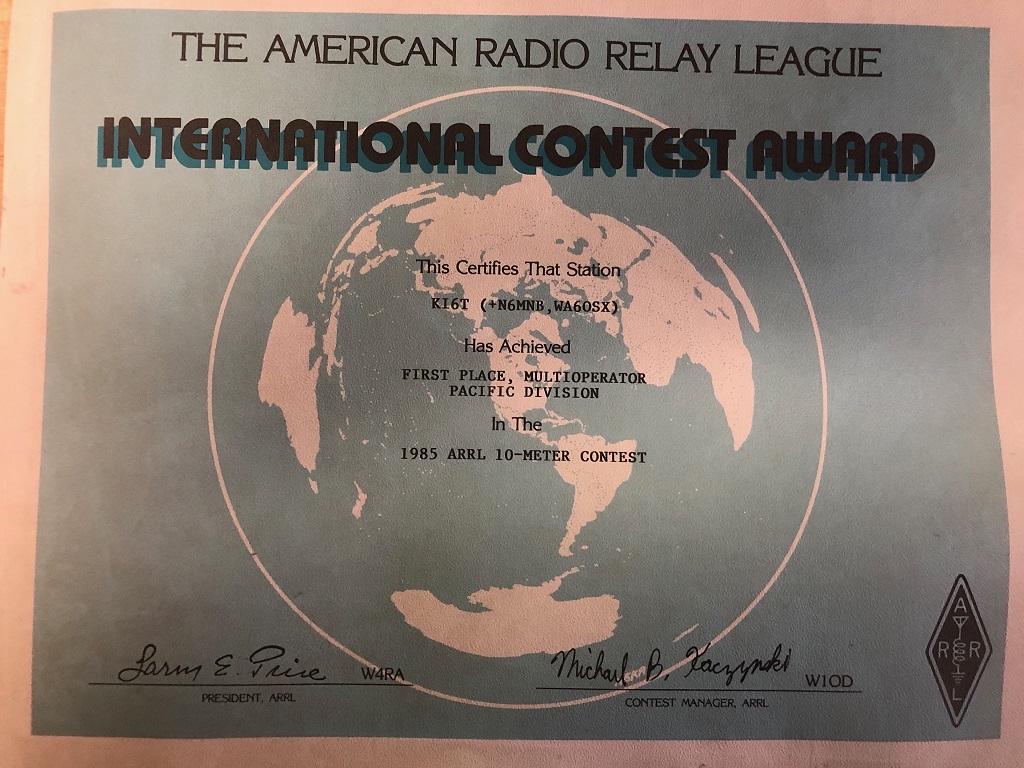 THE AMERICAN RADIO RELAY LEAGUE
INTERNATIONAL CONTEST AWARD
This Certifies That Station
KI6T (+N6MNB,WA6OSX)
Has Achieved
FIRST PLACE, MULTIOPERATOR
PACIFIC DIVISION
In The
1985 ARRL 10-METER CONTEST
Larry E. Price W4RA
PRESIDENT, ARRL
Michael B. Kaczynski W1OD
CONTEST MANAGER, ARRL
A
R R
L